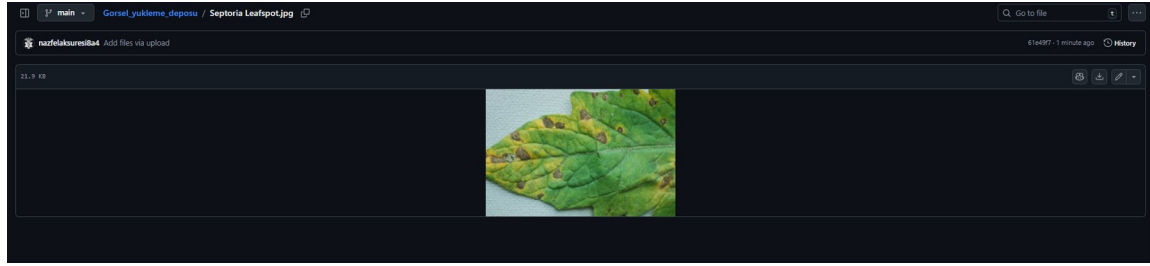 main Gorsel_yukleme_deposu / Septoria Leafspot.jpg Go to file t
nazfelaksuresi8a4 Add files via upload 61e49f7 · 1 minute ago History
21.9 KB